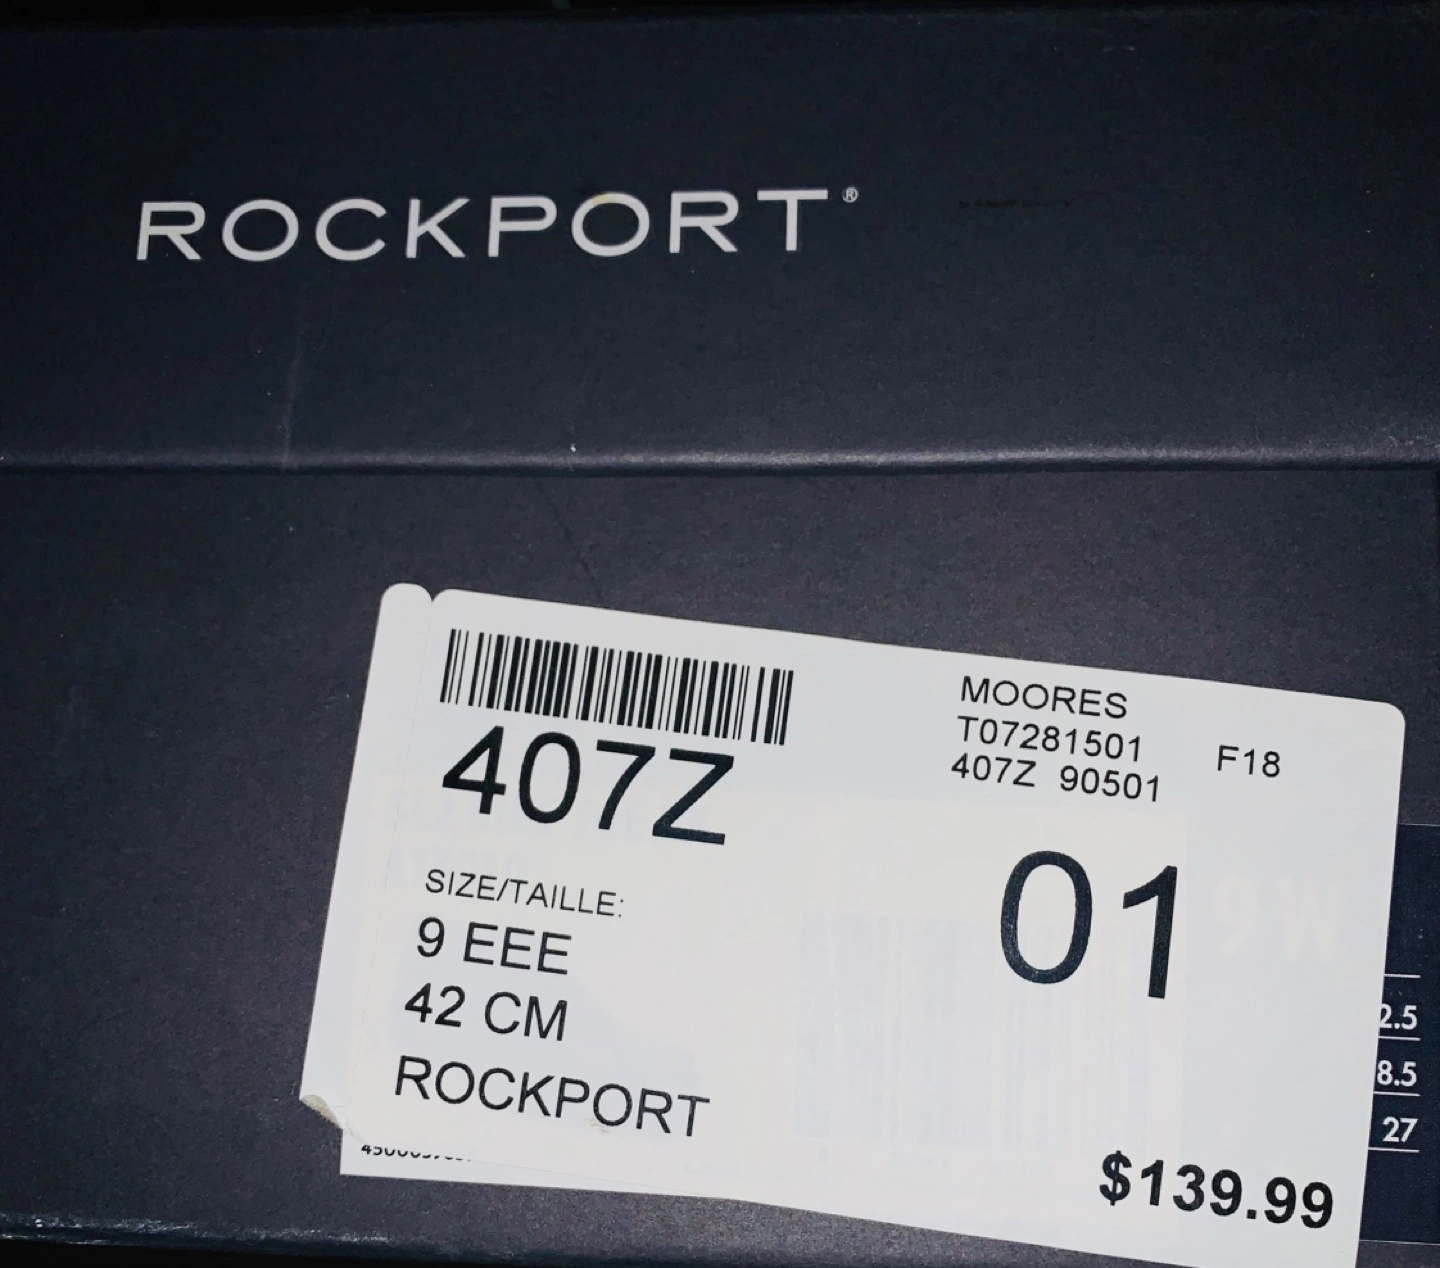 ROCKPORT®
407Z
SIZE/TAILLE:
9 EEE
42 CM
ROCKPORT
MOORES
T07281501 F18
407Z 90501
01
$139.99
2.5
8.5
27